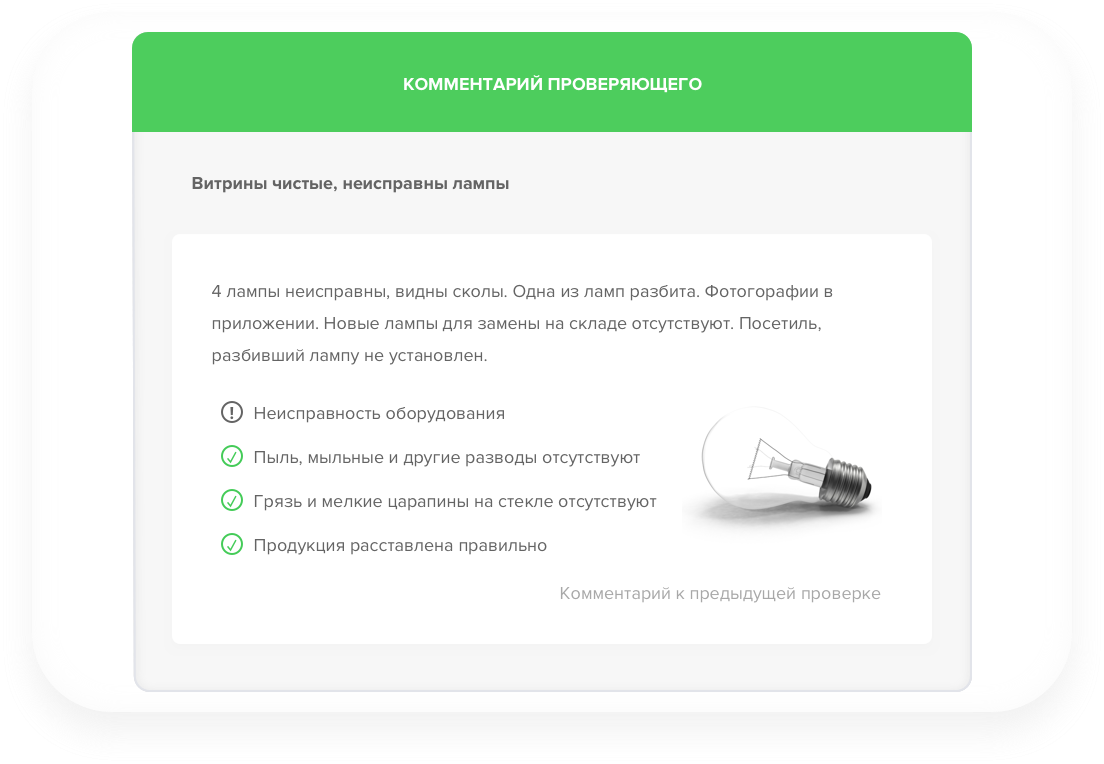 КОММЕНТАРИЙ ПРОВЕРЯЮЩЕГО
Витрины чистые, неисправны лампы
4 лампы неисправны, видны сколы. Одна из ламп разбита. Фотогорафии в
приложении. Новые лампы для замены на складе отсутствуют. Посетиль,
разбивший лампу не установлен.
Неисправность оборудования
Пыль, мыльные и другие разводы отсутствуют
Грязь и мелкие царапины на стекле отсутствуют
Продукция расставлена правильно
Комментарий к предыдущей проверке